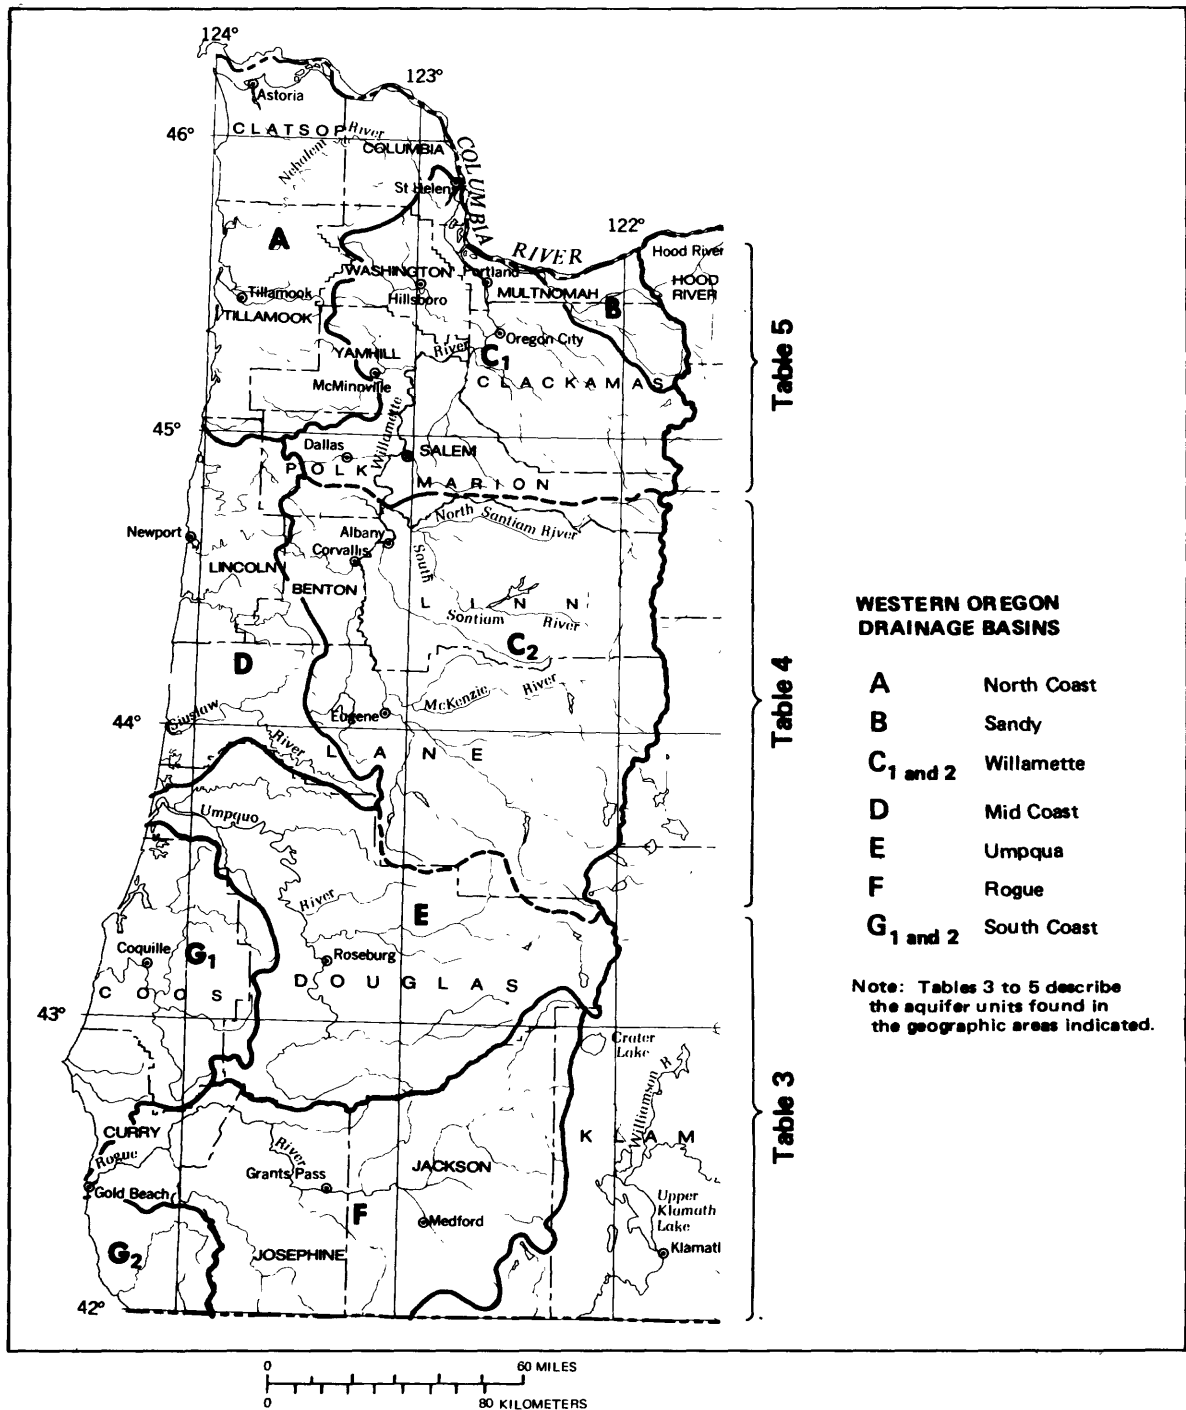 124°
123°
Astoria
CLATSOP
River
46°
Nehalem
COLUMBIA
COLUMBIA
St Helens
122°
RIVER
Hood River
A
WASHINGTON
Portland
HOOD
RIVER
Tillamook
Hillsboro
MULTNOMAH
B
TILLAMOOK
Oregon City
YAMHILL
River
C1
Table 5
McMinnville
CLACKAMAS
Willamette
45°
Dallas
SALEM
POLK
MARION
North Santiam River
Newport
Albany
Corvallis
South
LINCOLN
BENTON
LINN
Santiam River
C2
D
McKenzie River
Table 4
Siuslaw
Eugene
44°
River
LANE
Umpquo
River
E
Coquille
G1
Roseburg
COOS
DOUGLAS
43°
Crater
Lake
Williamson R
Table 3
CURRY
KLAM
Rogue
River
JACKSON
Grants Pass
Gold Beach
Upper
Klamath
Lake
F
Medford
Klamatl
G2
JOSEPHINE
42°
WESTERN OREGON
DRAINAGE BASINS
A North Coast
B Sandy
C1 and 2 Willamette
D Mid Coast
E Umpqua
F Rogue
G1 and 2 South Coast
Note: Tables 3 to 5 describe
the aquifer units found in
the geographic areas indicated.
0 60 MILES
0 80 KILOMETERS